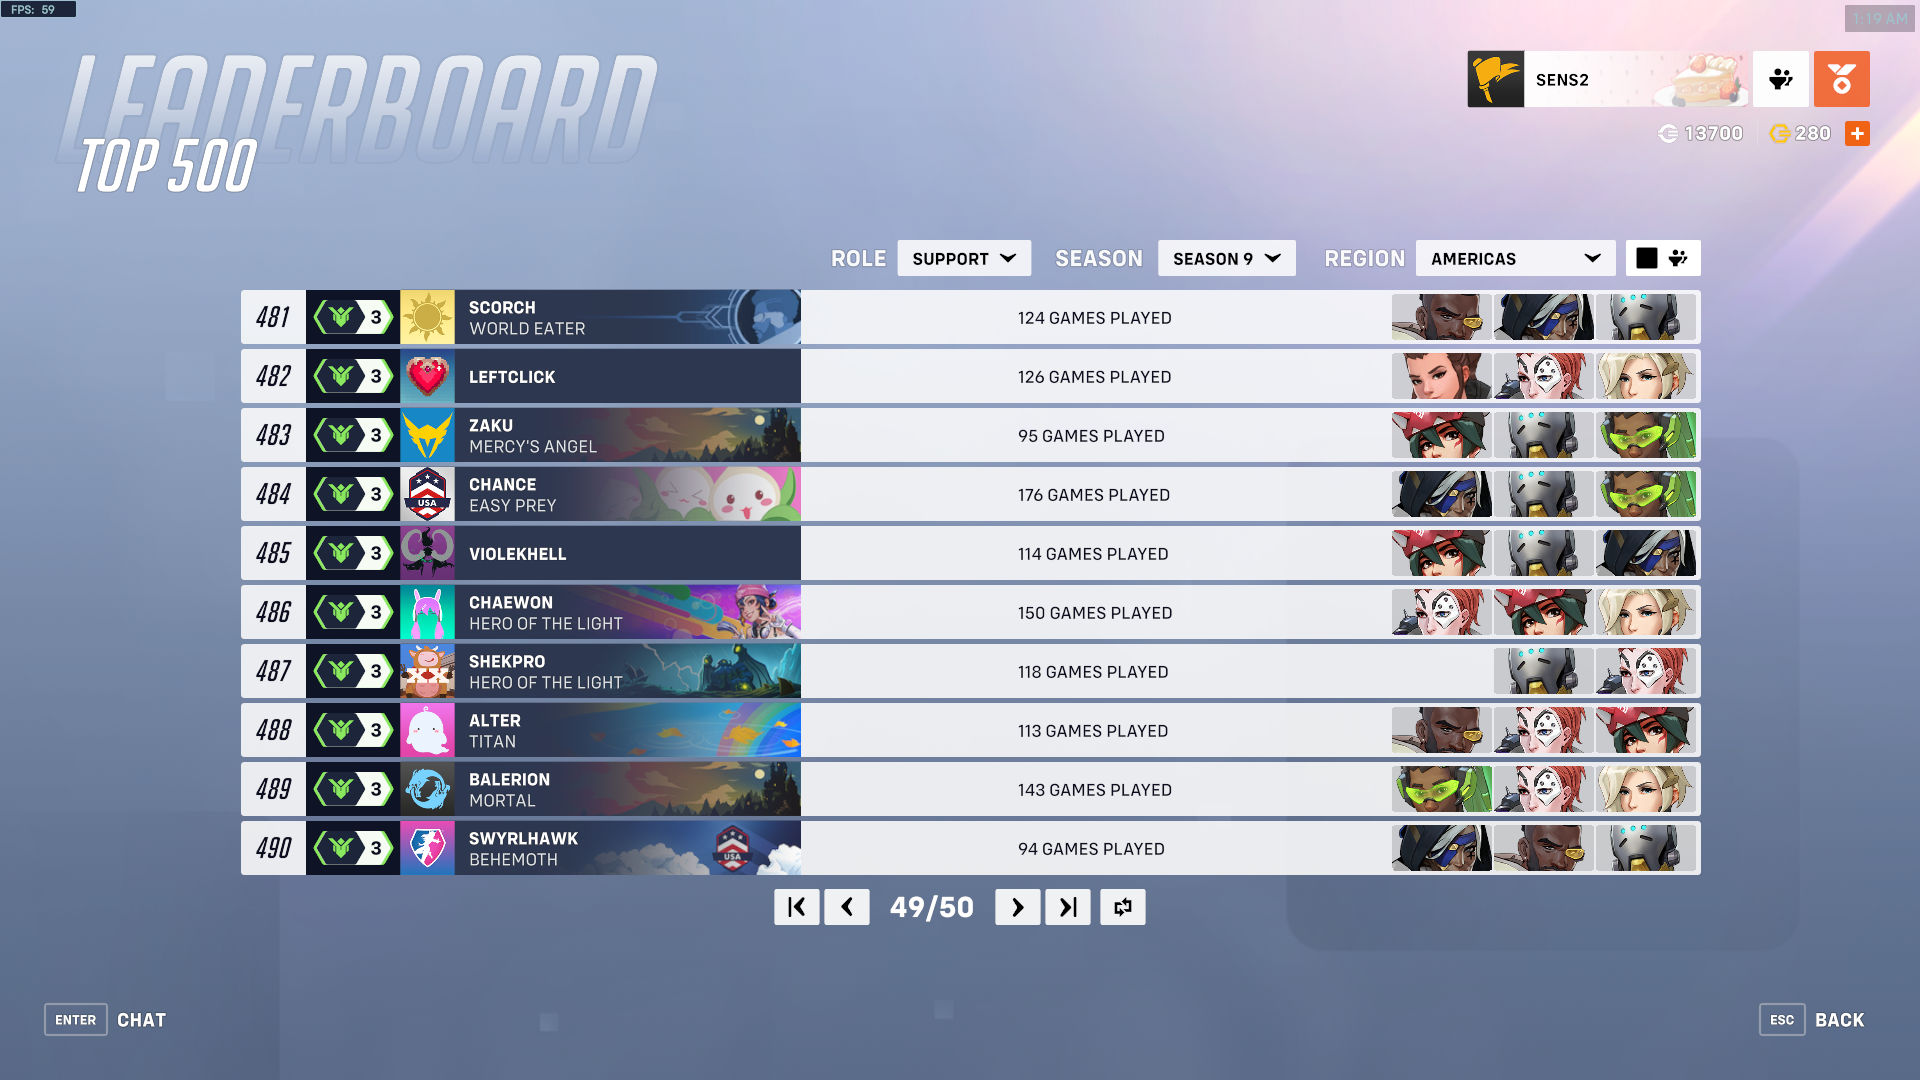 FPS: 59
1:19 AM
LEADERBOARD
TOP 500
SENS2
13700
280
ROLE
SUPPORT
SEASON
SEASON 9
REGION
AMERICAS
481 3 SCORCH 124 GAMES PLAYED
WORLD EATER
482 3 LEFTCLICK 126 GAMES PLAYED
483 3 ZAKU 95 GAMES PLAYED
MERCY'S ANGEL
484 3 USA CHANCE 176 GAMES PLAYED
EASY PREY
485 3 VIOLEKHELL 114 GAMES PLAYED
486 3 CHAEWON 150 GAMES PLAYED
HERO OF THE LIGHT
487 3 SHEKPRO 118 GAMES PLAYED
HERO OF THE LIGHT
488 3 ALTER 113 GAMES PLAYED
TITAN
489 3 BALERION 143 GAMES PLAYED
MORTAL
490 3 SWYRLHAWK USA 94 GAMES PLAYED
BEHEMOTH
49/50
ENTER CHAT
ESC BACK